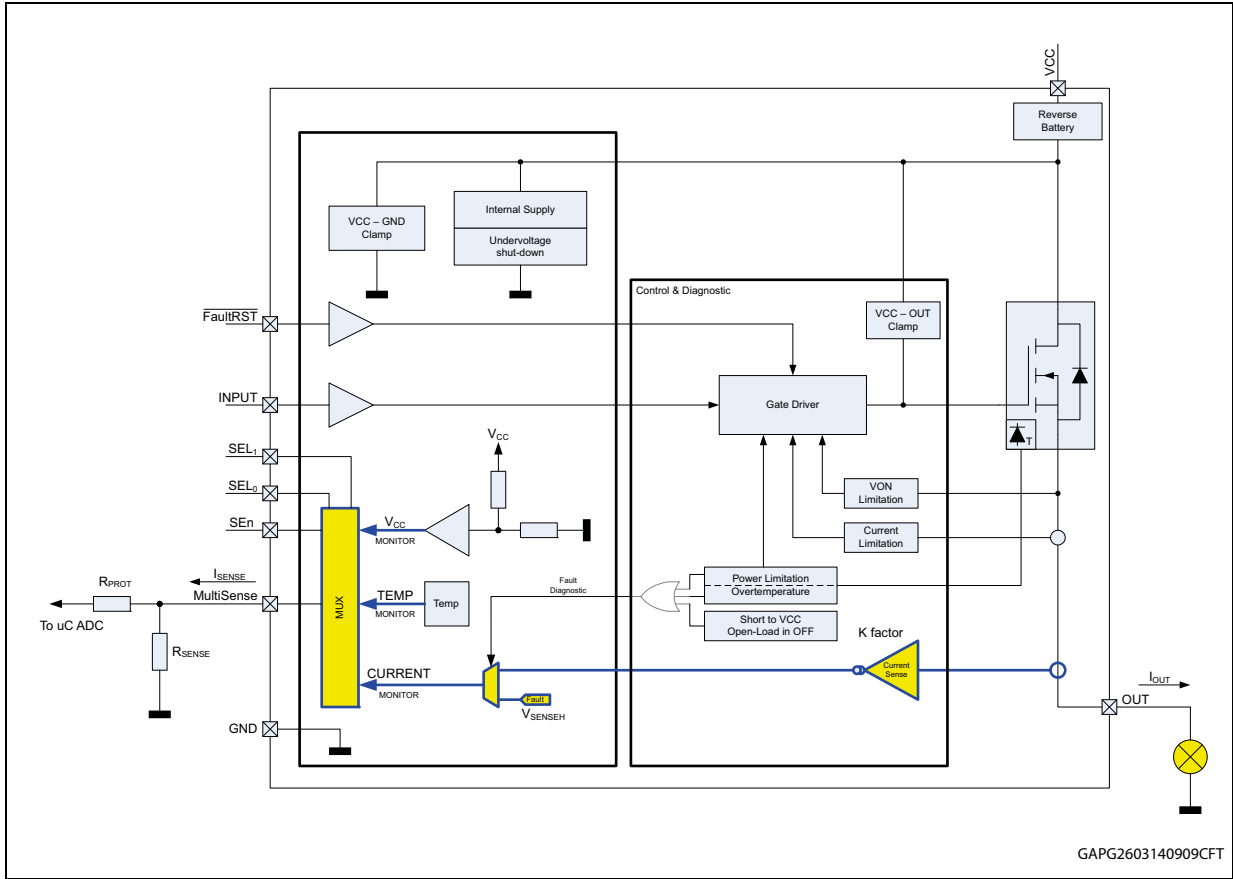 VCC
Reverse
Battery
Internal Supply
VCC – GND
Clamp
Undervoltage
shut-down
Control & Diagnostic
FaultRST
VCC – OUT
Clamp
INPUT
Gate Driver
T
SEL1
VCC
SEL0
VON
Limitation
SEn
VCC
MONITOR
Current
Limitation
RPROT
ISENSE
MultiSense
To uC ADC
RSENSE
MUX
TEMP
MONITOR
Temp
Fault
Diagnostic
Power Limitation
Overtemperature
Short to VCC
Open-Load in OFF
K factor
Current
Sense
CURRENT
MONITOR
Fault
VSENSEH
IOUT
OUT
GND
GAPG2603140909CFT